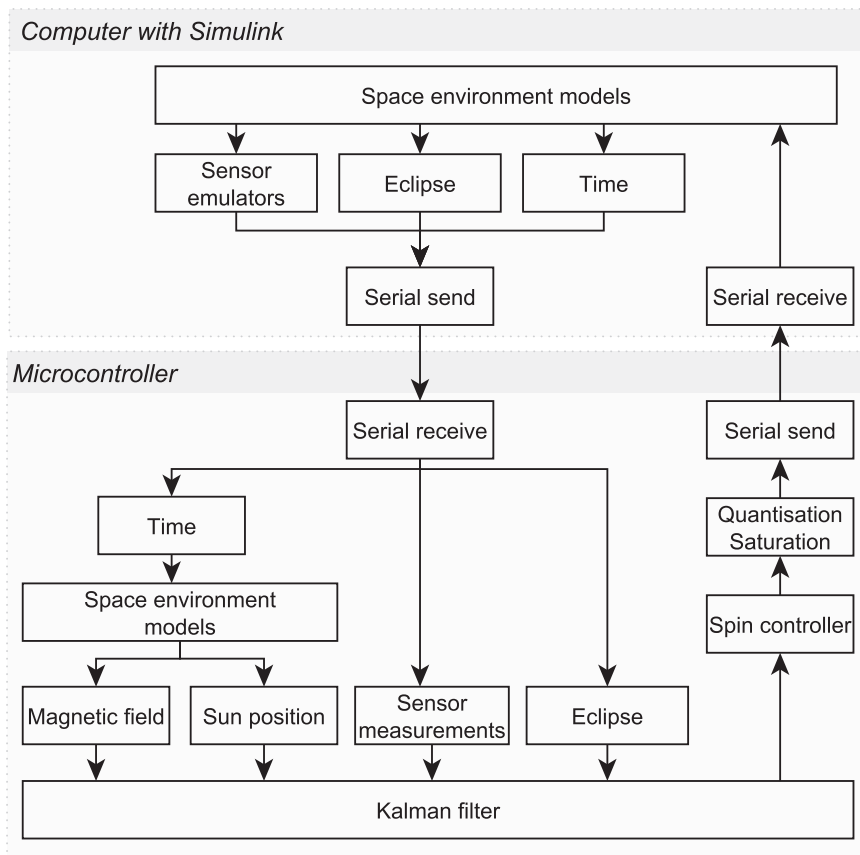 Computer with Simulink
Space environment models
Sensor
emulators
Eclipse
Time
Serial send
Serial receive
Microcontroller
Serial receive
Serial send
Time
Quantisation
Saturation
Space environment
models
Spin controller
Magnetic field
Sun position
Sensor
measurements
Eclipse
Kalman filter